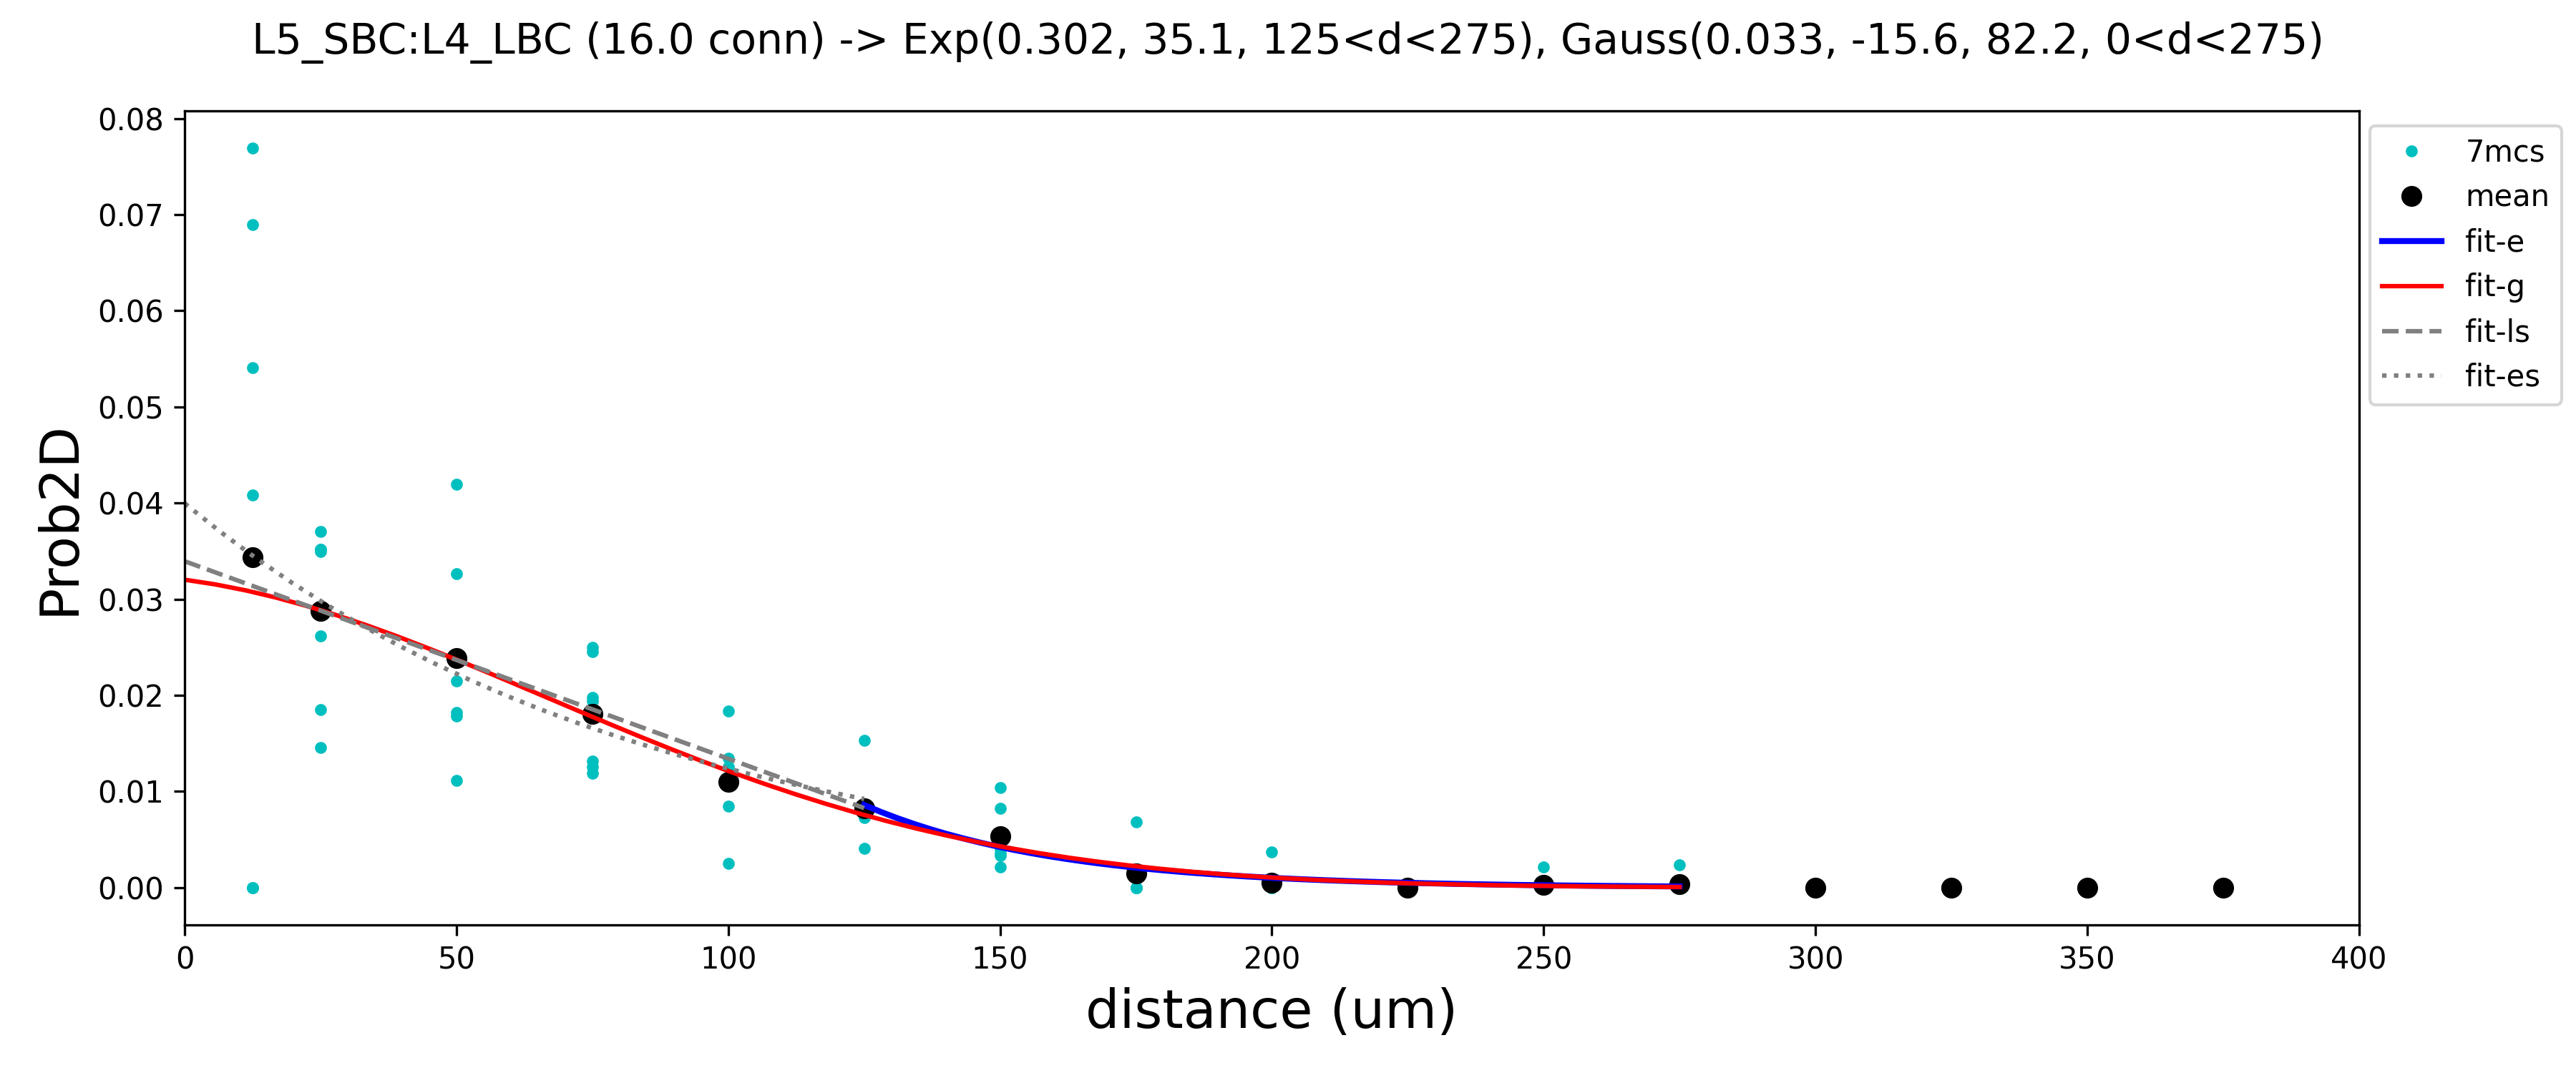 L5_SBC:L4_LBC (16.0 conn) -> Exp(0.302, 35.1, 125<d<275), Gauss(0.033, -15.6, 82.2, 0<d<275)
0.08
0.07
0.06
0.05
0.04
0.03
0.02
0.01
0.00
Prob2D
0 50 100 150 200 250 300 350 400
distance (um)
7mcs
mean
fit-e
fit-g
fit-ls
fit-es